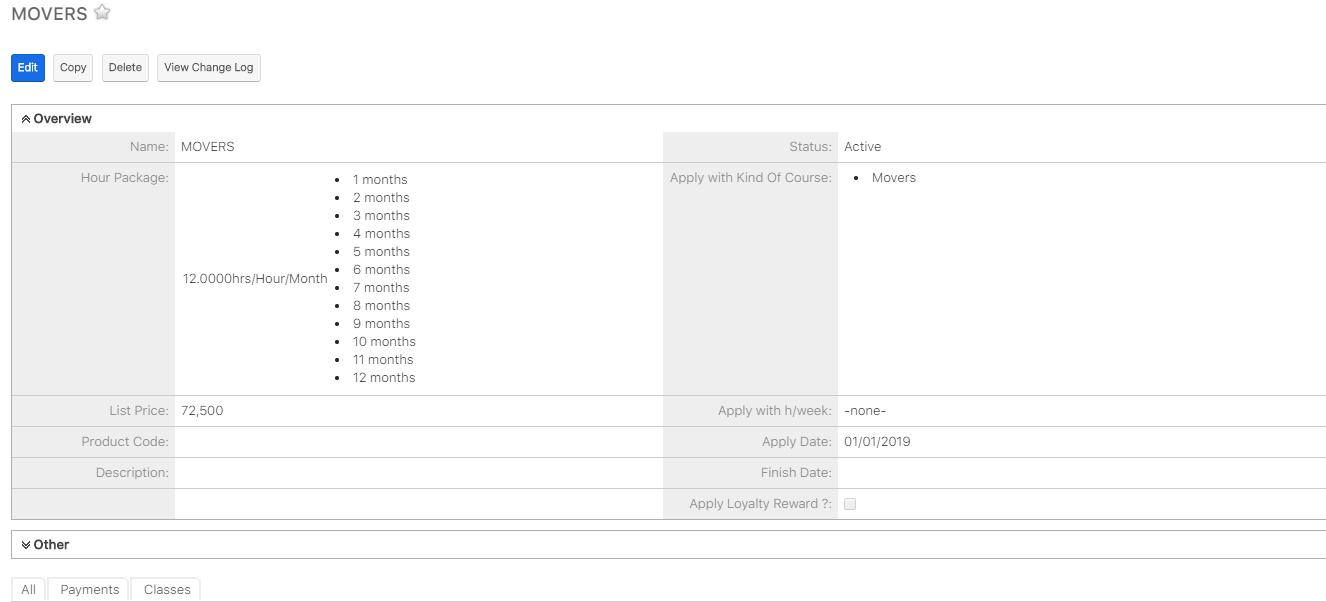 MOVERS
Edit Copy Delete View Change Log
Overview
Name: MOVERS Status: Active
Hour Package: 12.0000hrs/Hour/Month
• 1 months
• 2 months
• 3 months
• 4 months
• 5 months
• 6 months
• 7 months
• 8 months
• 9 months
• 10 months
• 11 months
• 12 months
Apply with Kind Of Course: • Movers
List Price: 72,500 Apply with h/week: -none-
Product Code: Apply Date: 01/01/2019
Description: Finish Date:
Apply Loyalty Reward ?:
Other
All Payments Classes